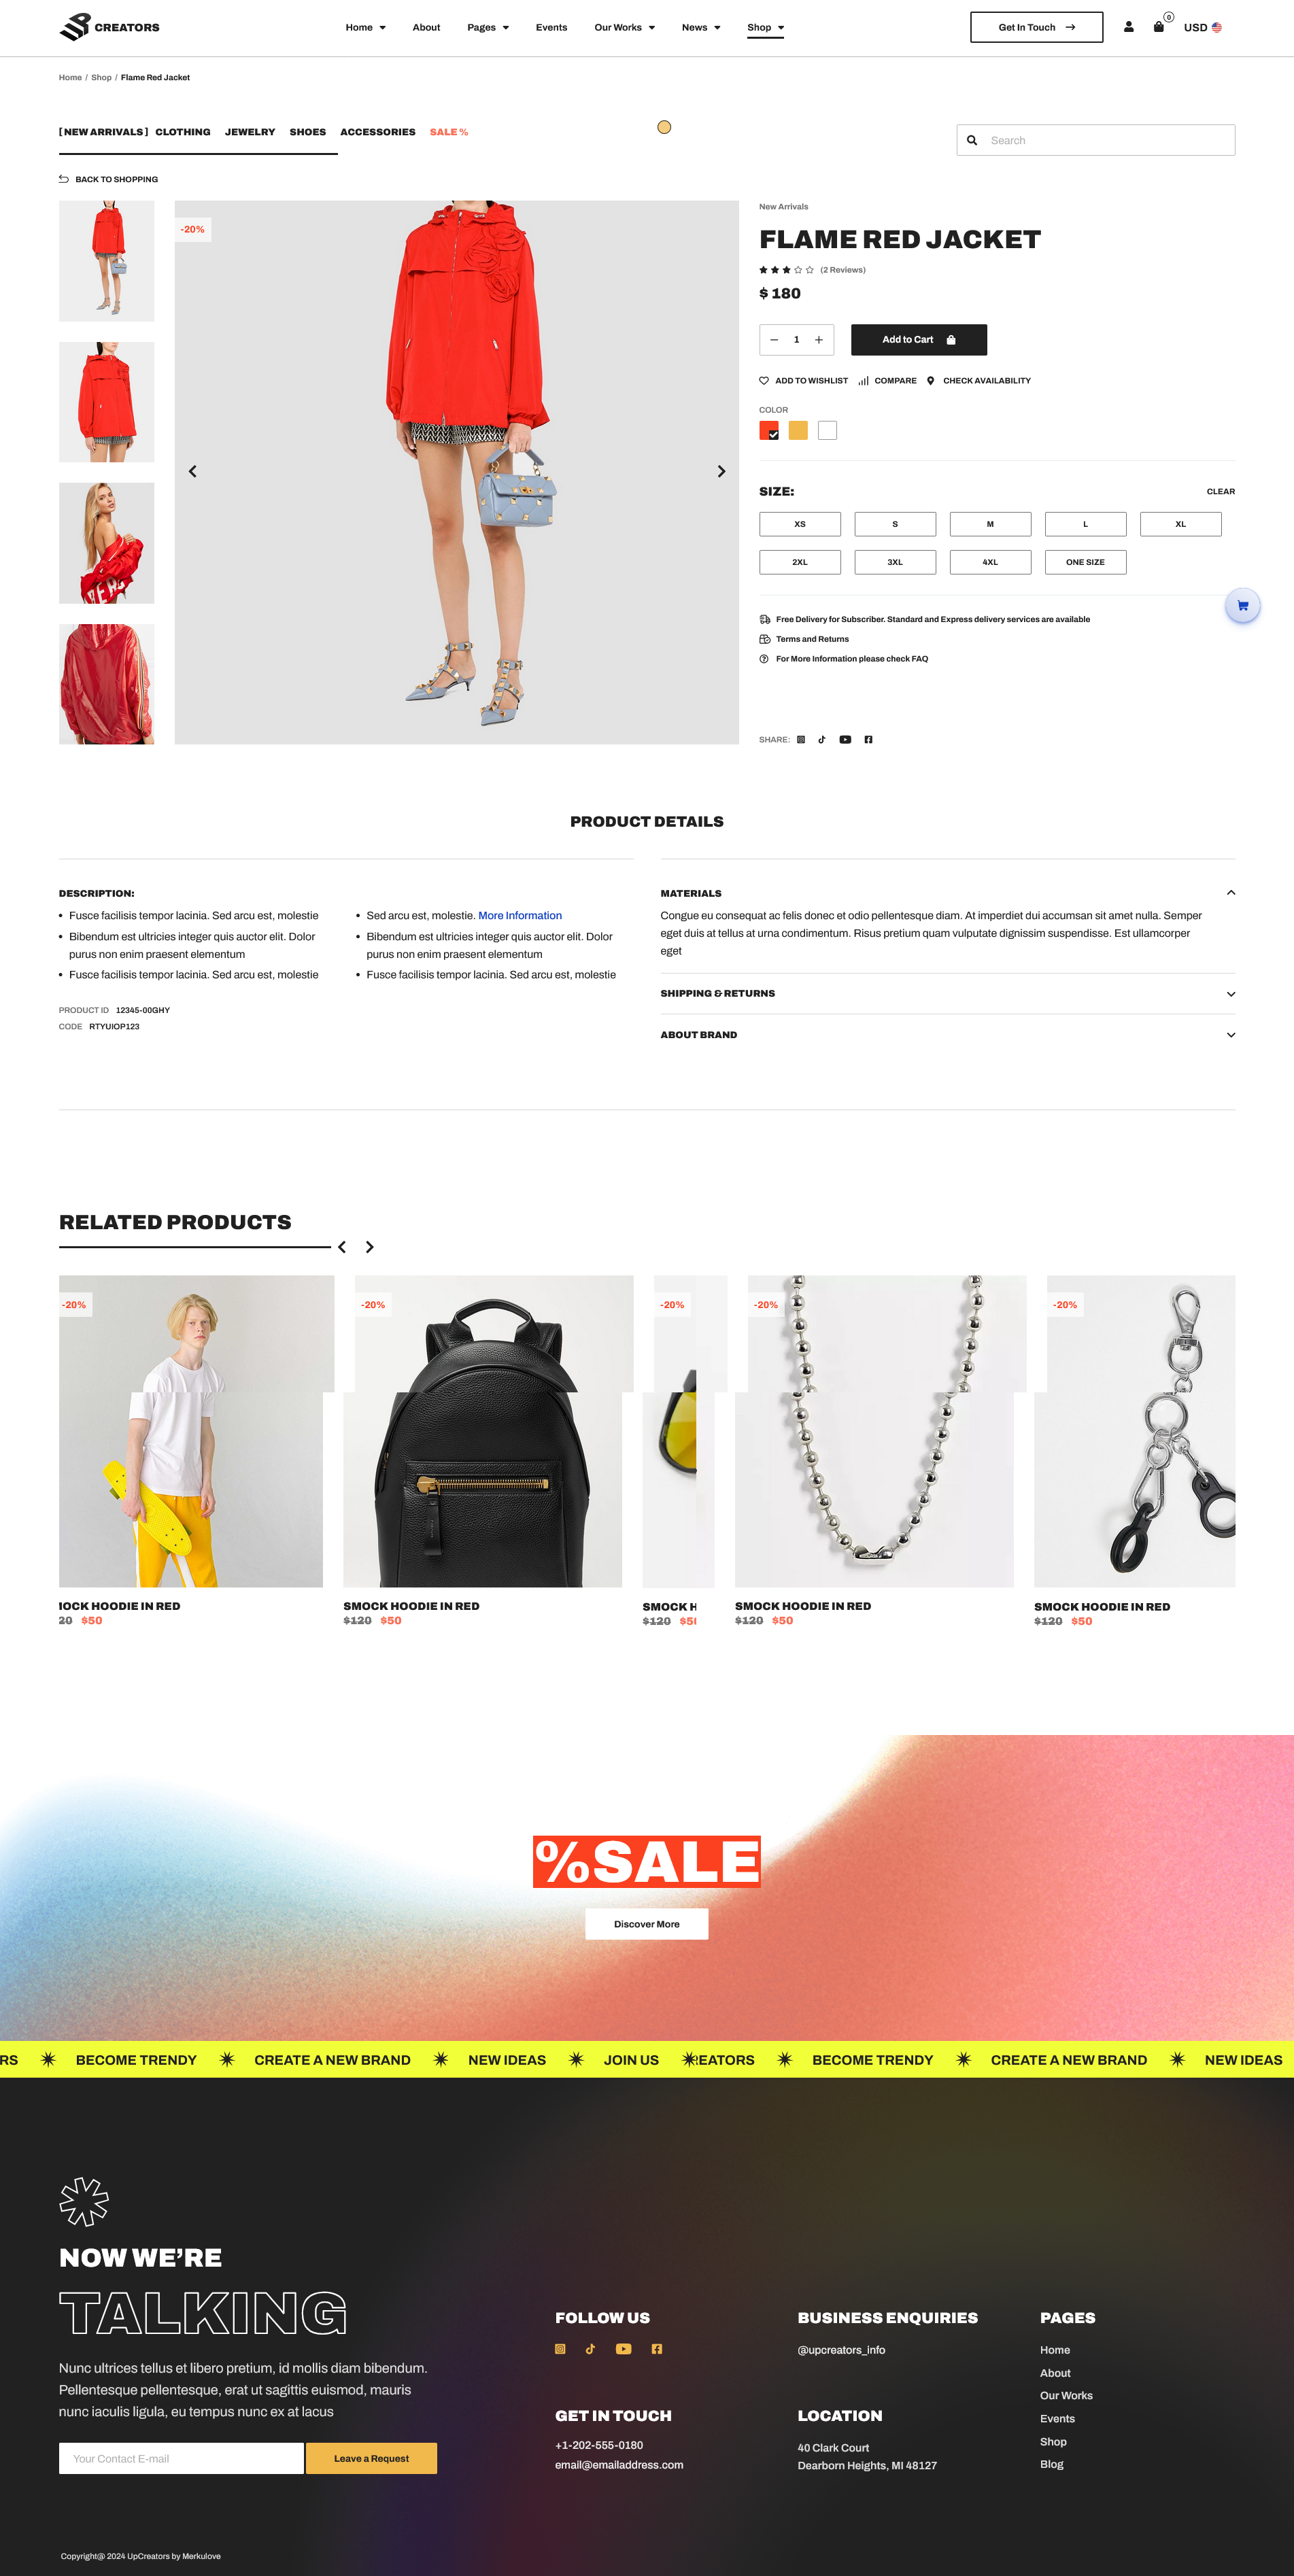 CREATORS
Home About Pages Events Our Works News Shop
Get In Touch
0
USD
Home / Shop / Flame Red Jacket
[ NEW ARRIVALS ] CLOTHING JEWELRY SHOES ACCESSORIES SALE %
Search
BACK TO SHOPPING
-20%
New Arrivals
FLAME RED JACKET
(2 Reviews)
$ 180
1
Add to Cart
ADD TO WISHLIST COMPARE CHECK AVAILABILITY
COLOR
SIZE:
CLEAR
XS S M L XL
2XL 3XL 4XL ONE SIZE
Free Delivery for Subscriber. Standard and Express delivery services are available
Terms and Returns
For More Information please check FAQ
SHARE:
PRODUCT DETAILS
DESCRIPTION:
• Fusce facilisis tempor lacinia. Sed arcu est, molestie
• Bibendum est ultricies integer quis auctor elit. Dolor
purus non enim praesent elementum
• Fusce facilisis tempor lacinia. Sed arcu est, molestie
• Sed arcu est, molestie. More Information
• Bibendum est ultricies integer quis auctor elit. Dolor
purus non enim praesent elementum
• Fusce facilisis tempor lacinia. Sed arcu est, molestie
PRODUCT ID 12345-00GHY
CODE RTYUIOP123
MATERIALS
Congue eu consequat ac felis donec et odio pellentesque diam. At imperdiet dui accumsan sit amet nulla. Semper
eget duis at tellus at urna condimentum. Risus pretium quam vulputate dignissim suspendisse. Est ullamcorper
eget
SHIPPING & RETURNS
ABOUT BRAND
RELATED PRODUCTS
-20% -20% -20% -20% -20%
MOCK HOODIE IN RED
20 $50
SMOCK HOODIE IN RED
$120 $50
SMOCK H
$120 $5
SMOCK HOODIE IN RED
$120 $50
SMOCK HOODIE IN RED
$120 $50
%SALE
Discover More
RS BECOME TRENDY CREATE A NEW BRAND NEW IDEAS JOIN US REATORS BECOME TRENDY CREATE A NEW BRAND NEW IDEAS
NOW WE'RE
TALKING
Nunc ultrices tellus et libero pretium, id mollis diam bibendum.
Pellentesque pellentesque, erat ut sagittis euismod, mauris
nunc iaculis ligula, eu tempus nunc ex at lacus
Your Contact E-mail
Leave a Request
FOLLOW US
GET IN TOUCH
+1-202-555-0180
email@emailaddress.com
BUSINESS ENQUIRIES
@upcreators_info
LOCATION
40 Clark Court
Dearborn Heights, MI 48127
PAGES
Home
About
Our Works
Events
Shop
Blog
Copyright@ 2024 UpCreators by Merkulove